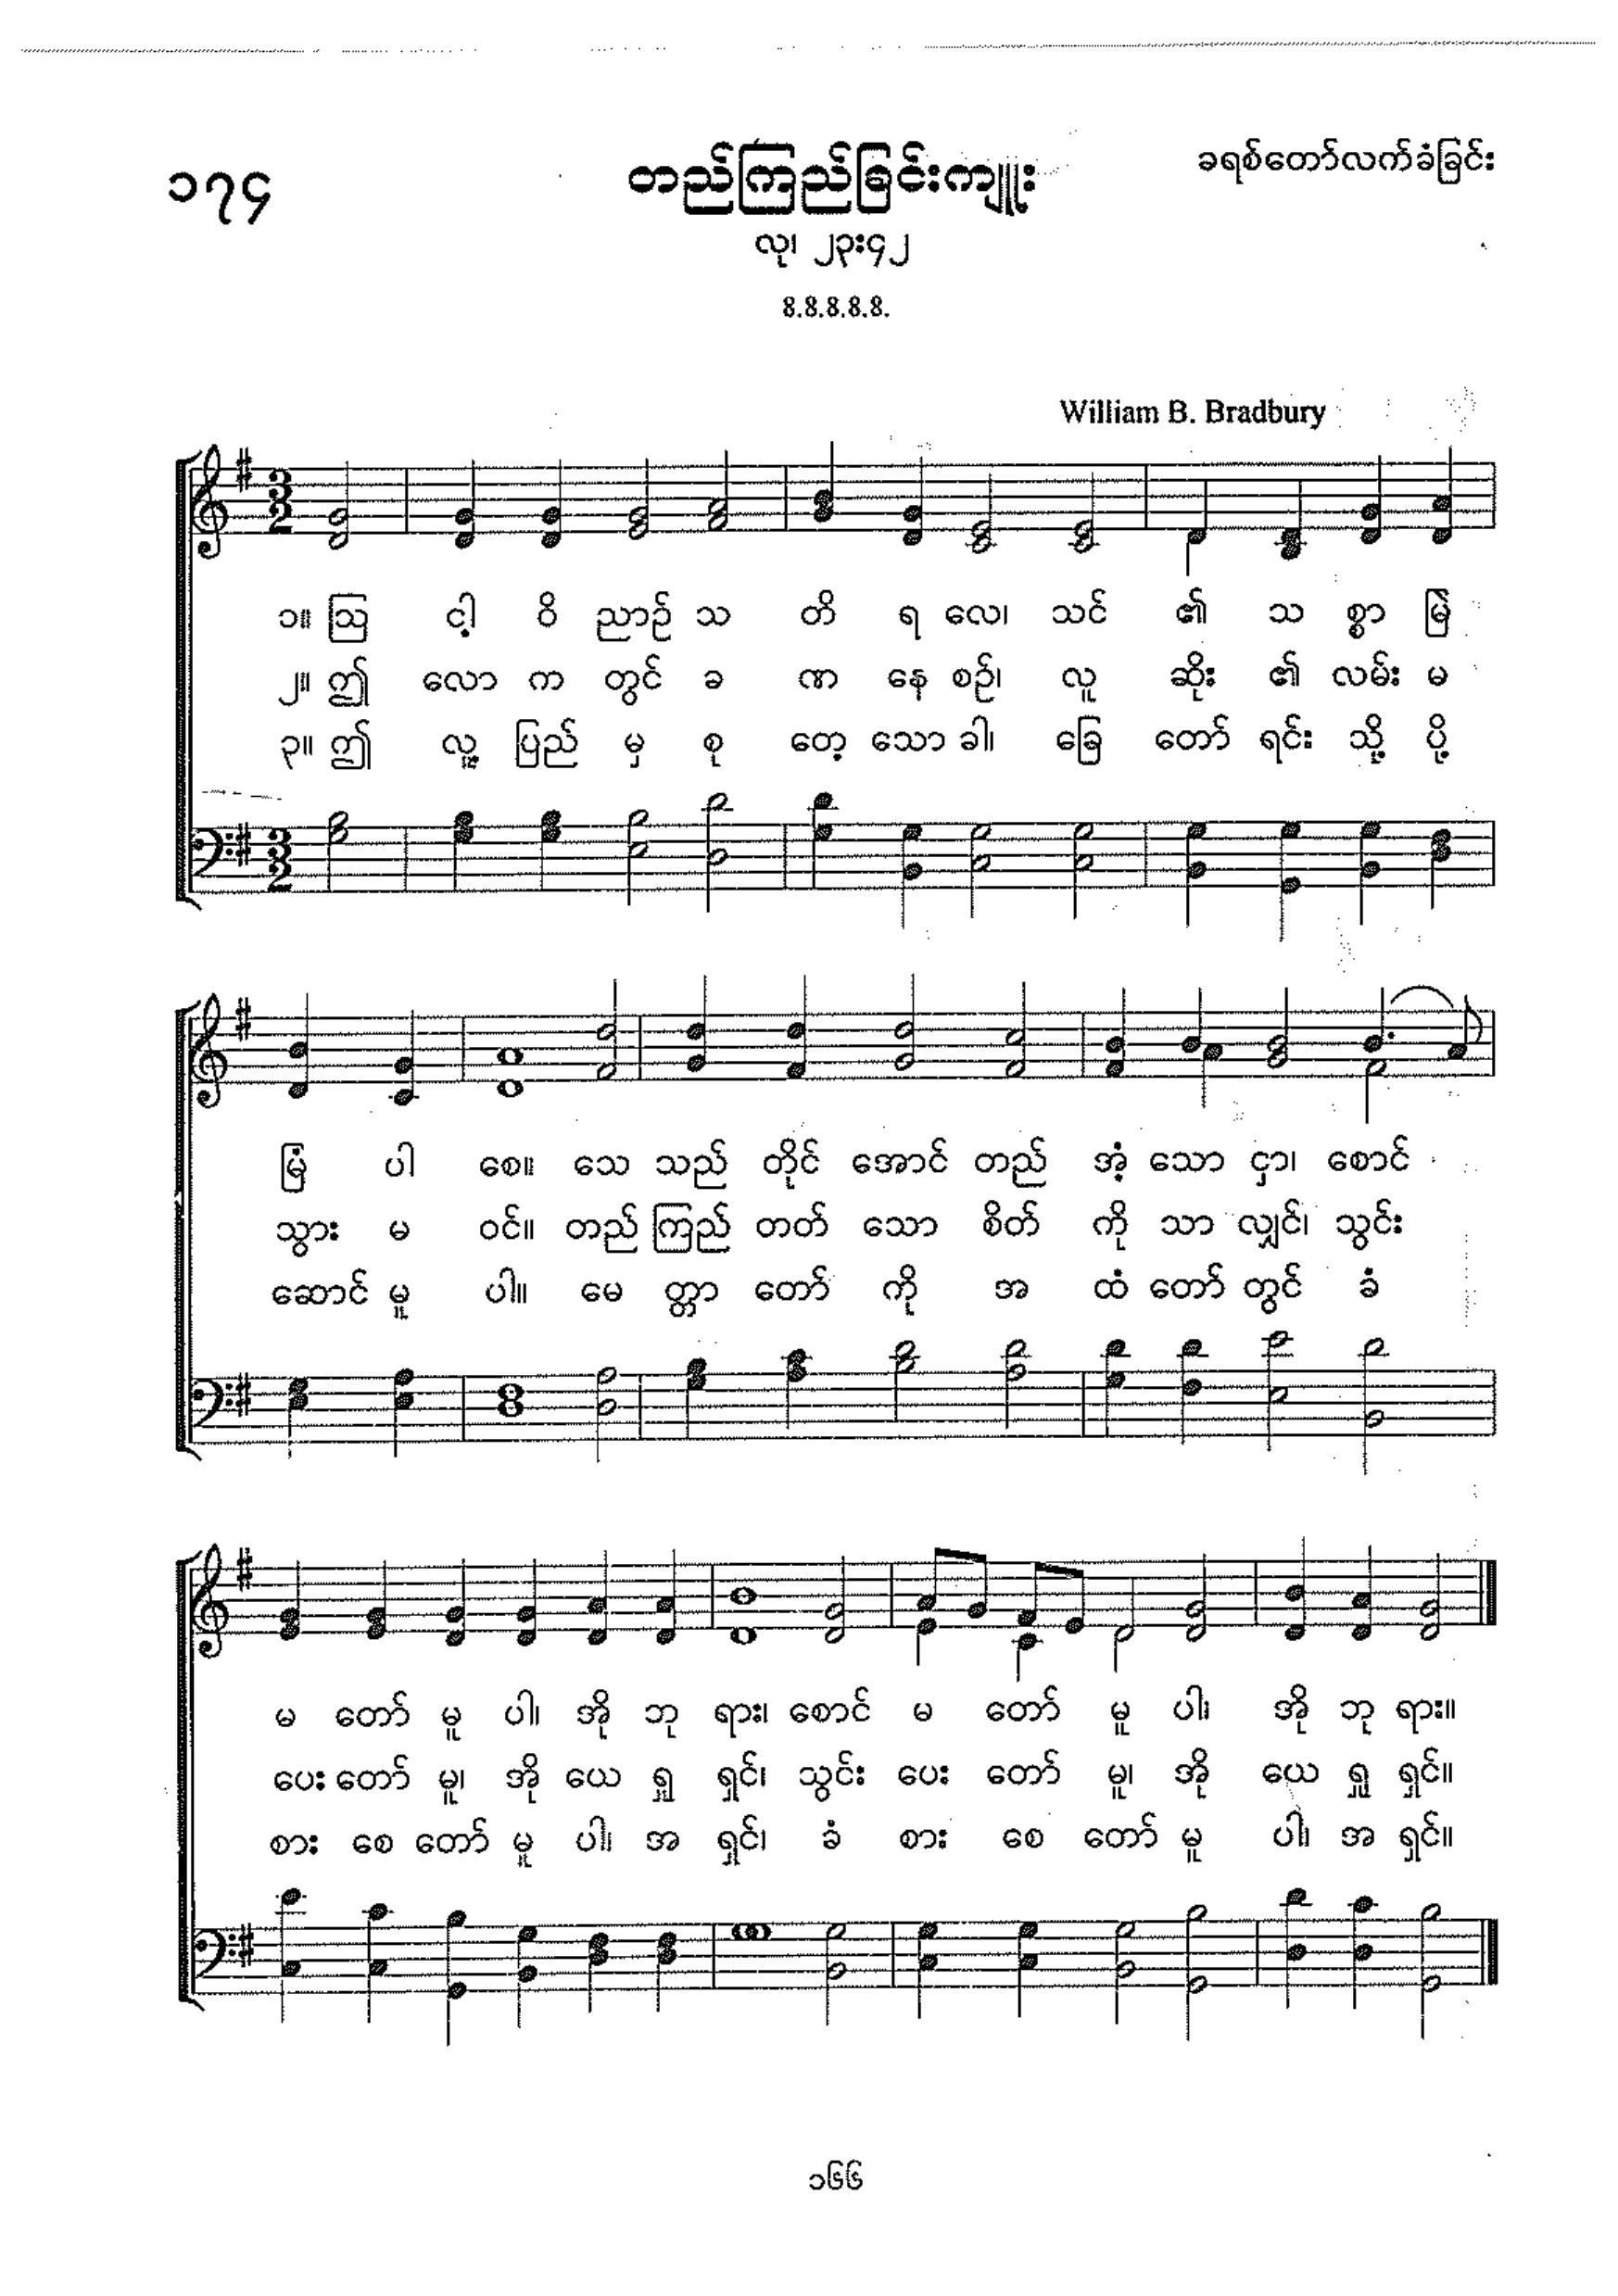 ၁၇၄
တည်ကြည်ခြင်းကျူး
ခရစ်တော်လက်ခံခြင်း
လု၊ ၂၃း၄၂
8.8.8.8.8.
William B. Bradbury
၁။ ဩ ငါ့ ဝိ ညာဉ် သ တိ ရ လေ၊ သင် ၏ သ စ္စာ မြဲ
၂။ ဤ လော က တွင် ခ ဏ နေ စဉ်၊ လူ ဆိုး ၏ လမ်း မ
၃။ ဤ လူ့ ပြည် မှ စု တေ့ သော ခါ၊ ခြေ တော် ရင်း သို့ ပို့
မြံ ပါ စေ။ သေ သည် တိုင် အောင် တည် အံ့ သော ငှာ၊ စောင်
သွား မ ဝင်။ တည် ကြည် တတ် သော စိတ် ကို သာ လျှင်၊ သွင်း
ဆောင် မူ ပါ။ မေ တ္တာ တော် ကို အ ထံ တော် တွင် ခံ
မ တော် မူ ပါ၊ အို ဘု ရား၊ စောင် မ တော် မူ ပါ၊ အို ဘု ရား။
ပေး တော် မူ၊ အို ယေ ရှု ရှင်၊ သွင်း ပေး တော် မူ၊ အို ယေ ရှု ရှင်။
စား စေ တော် မူ ပါ၊ အ ရှင်၊ ခံ စား စေ တော် မူ ပါ၊ အ ရှင်။
၁၆၆